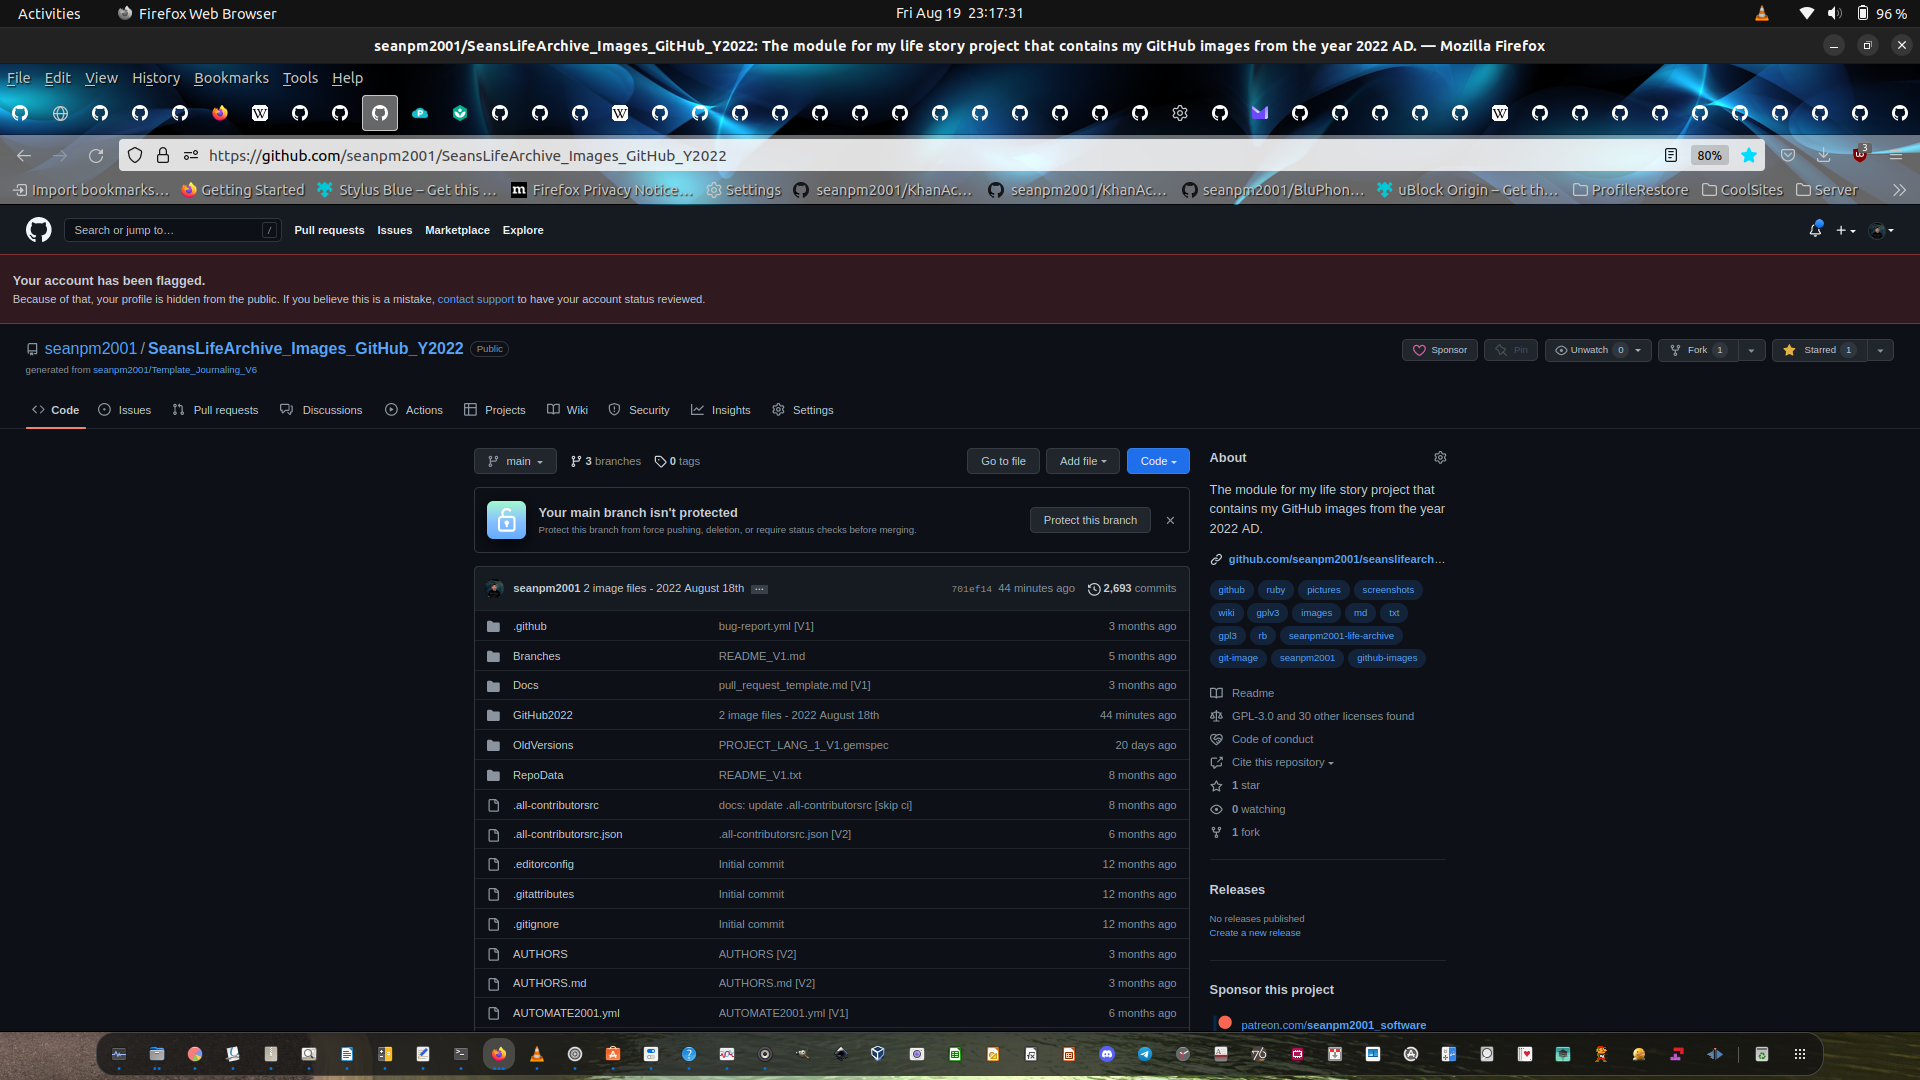 Activities Firefox Web Browser Fri Aug 19 23:17:31 96 %
seanpm2001/SeansLifeArchive_Images_GitHub_Y2022: The module for my life story project that contains my GitHub images from the year 2022 AD. — Mozilla Firefox
File Edit View History Bookmarks Tools Help
https://github.com/seanpm2001/SeansLifeArchive_Images_GitHub_Y2022 80% 3
Import bookmarks… Getting Started Stylus Blue – Get this … Firefox Privacy Notice… Settings seanpm2001/KhanAc… seanpm2001/KhanAc… seanpm2001/BluPhon… uBlock Origin – Get th… ProfileRestore CoolSites Server
Search or jump to… / Pull requests Issues Marketplace Explore
Your account has been flagged.
Because of that, your profile is hidden from the public. If you believe this is a mistake, contact support to have your account status reviewed.
seanpm2001 / SeansLifeArchive_Images_GitHub_Y2022 Public Sponsor Pin Unwatch 0 Fork 1 Starred 1
generated from seanpm2001/Template_Journaling_V6
Code Issues Pull requests Discussions Actions Projects Wiki Security Insights Settings
main 3 branches 0 tags Go to file Add file Code
Your main branch isn't protected
Protect this branch from force pushing, deletion, or require status checks before merging.
Protect this branch
seanpm2001 2 image files - 2022 August 18th … 701ef14 44 minutes ago 2,693 commits
.github bug-report.yml [V1] 3 months ago
Branches README_V1.md 5 months ago
Docs pull_request_template.md [V1] 3 months ago
GitHub2022 2 image files - 2022 August 18th 44 minutes ago
OldVersions PROJECT_LANG_1_V1.gemspec 20 days ago
RepoData README_V1.txt 8 months ago
.all-contributorsrc docs: update .all-contributorsrc [skip ci] 8 months ago
.all-contributorsrc.json .all-contributorsrc.json [V2] 6 months ago
.editorconfig Initial commit 12 months ago
.gitattributes Initial commit 12 months ago
.gitignore Initial commit 12 months ago
AUTHORS AUTHORS [V2] 3 months ago
AUTHORS.md AUTHORS.md [V2] 3 months ago
AUTOMATE2001.yml AUTOMATE2001.yml [V1] 6 months ago
About
The module for my life story project that
contains my GitHub images from the year
2022 AD.
github.com/seanpm2001/seanslifearch…
github ruby pictures screenshots
wiki gplv3 images md txt
gpl3 rb seanpm2001-life-archive
git-image seanpm2001 github-images
Readme
GPL-3.0 and 30 other licenses found
Code of conduct
Cite this repository
1 star
0 watching
1 fork
Releases
No releases published
Create a new release
Sponsor this project
patreon.com/seanpm2001_software